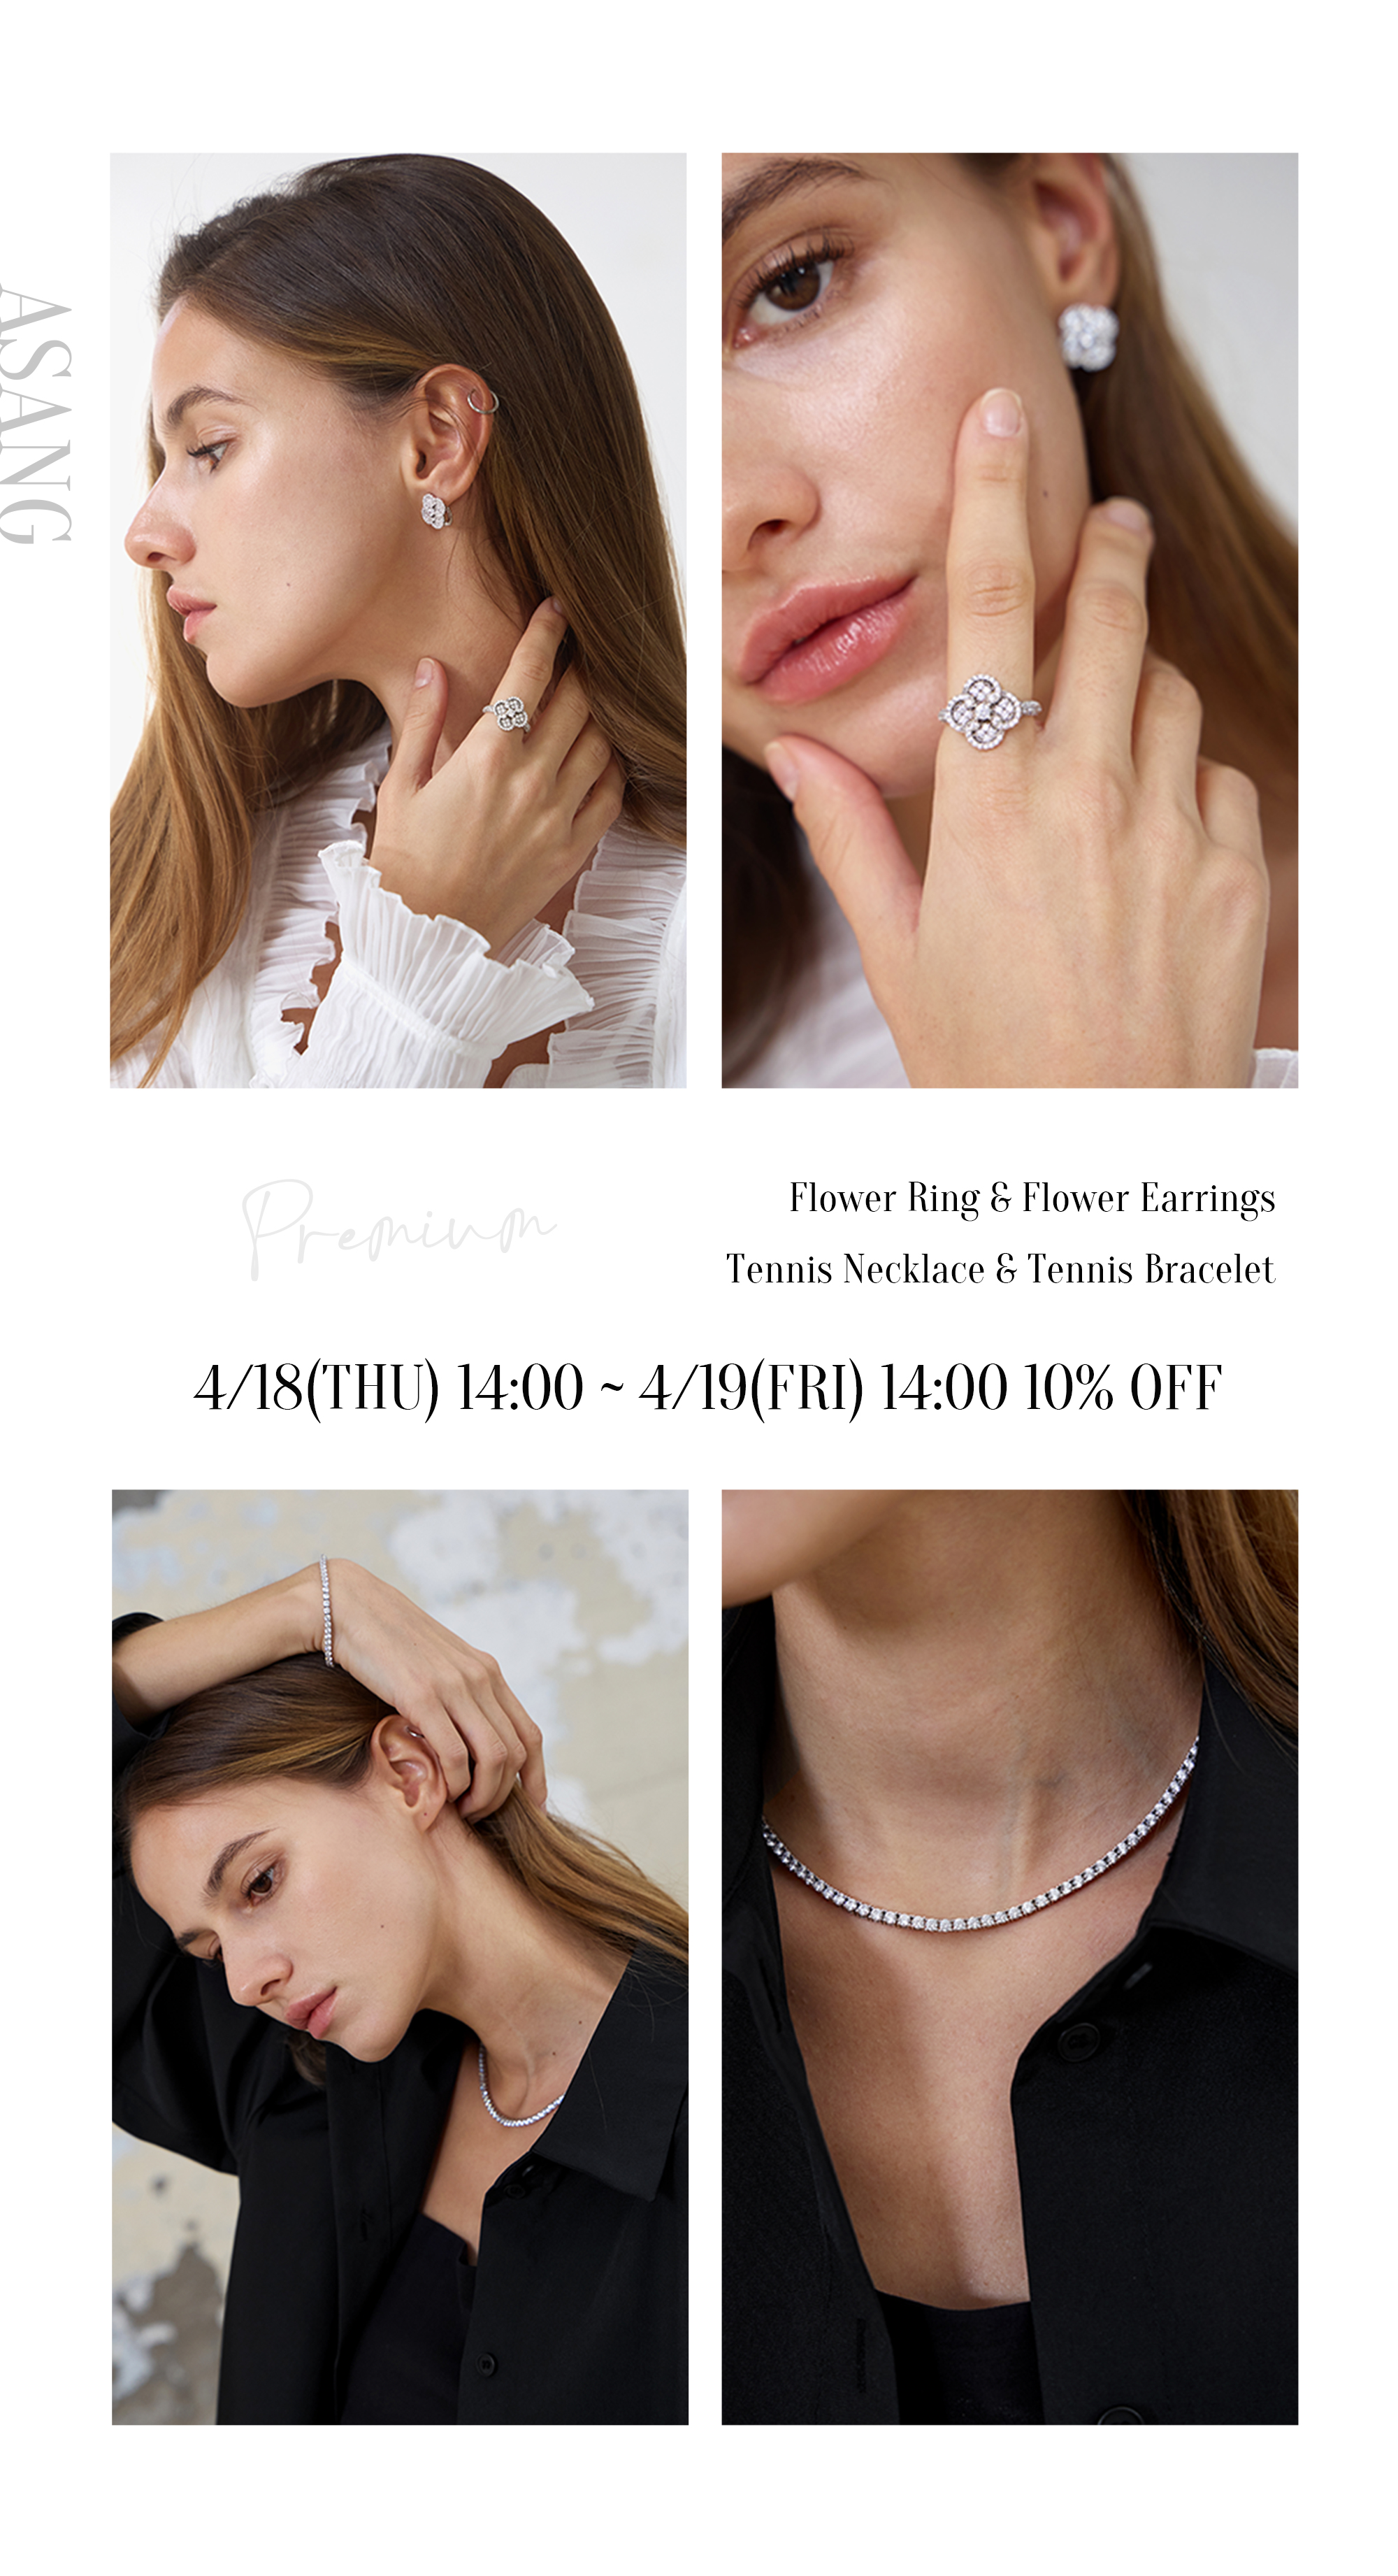 ASANG
Premium
Flower Ring & Flower Earrings
Tennis Necklace & Tennis Bracelet
4/18(THU) 14:00 ~ 4/19(FRI) 14:00 10% OFF